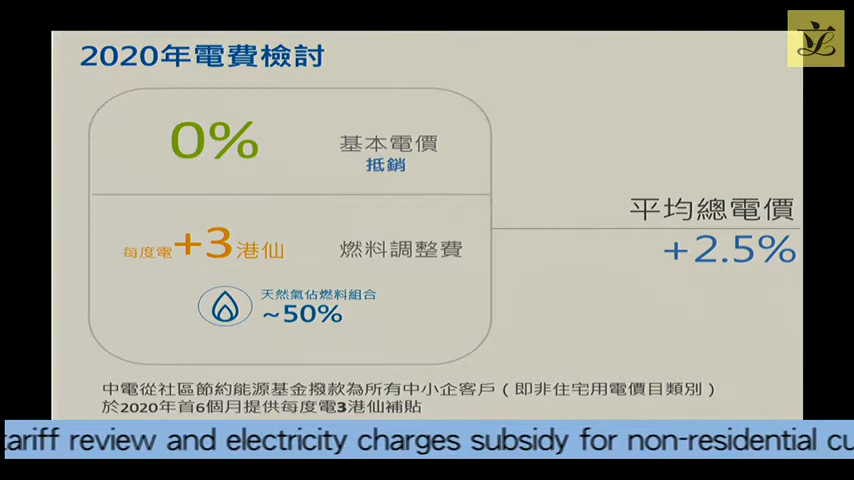 2020年電費檢討
0%
基本電價
抵銷
每度電+3港仙
燃料調整費
天然氣佔燃料組合
~50%
平均總電價
+2.5%
中電從社區節約能源基金撥款為所有中小企客戶（即非住宅用電價目類別）
於2020年首6個月提供每度電3港仙補貼
tariff review and electricity charges subsidy for non-residential cu